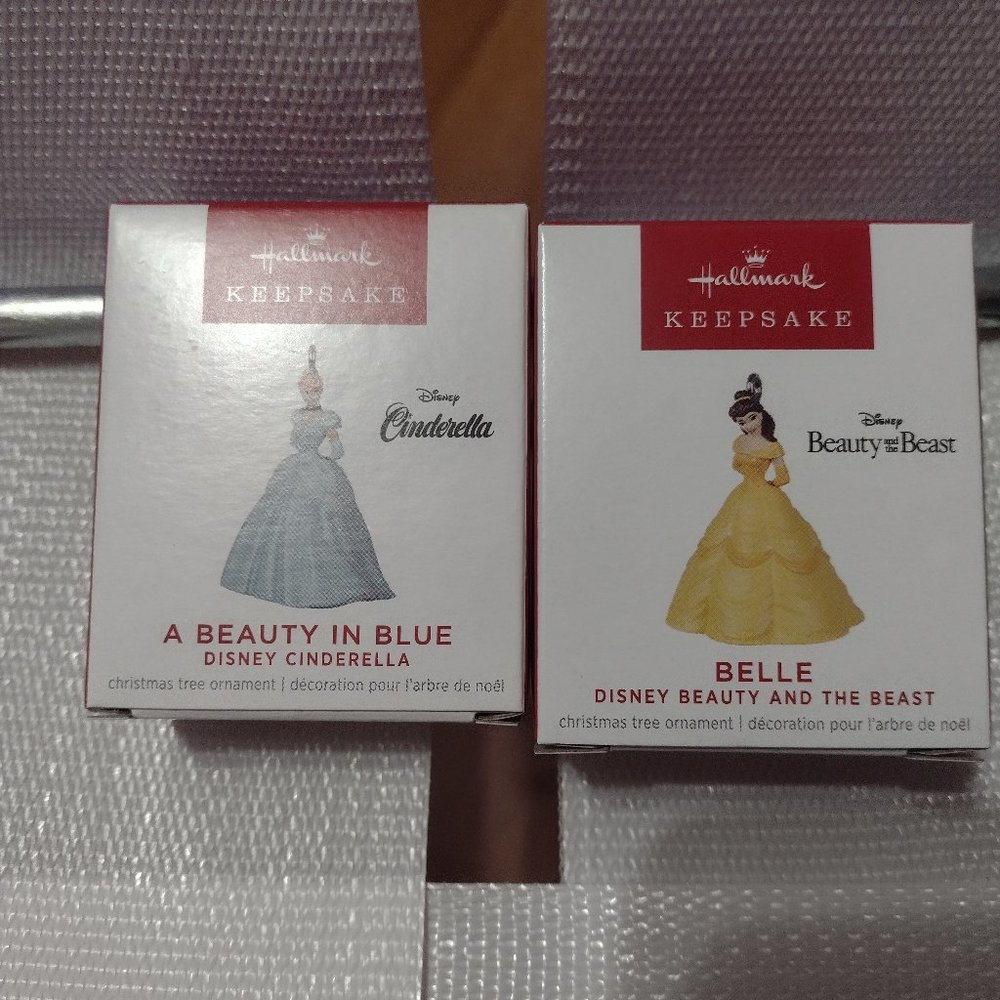 Hallmark
KEEPSAKE
Disney
Cinderella
A BEAUTY IN BLUE
DISNEY CINDERELLA
christmas tree ornament | décoration pour l'arbre de noël
Hallmark
KEEPSAKE
Disney
Beauty and the Beast
BELLE
DISNEY BEAUTY AND THE BEAST
christmas tree ornament | décoration pour l'arbre de noël